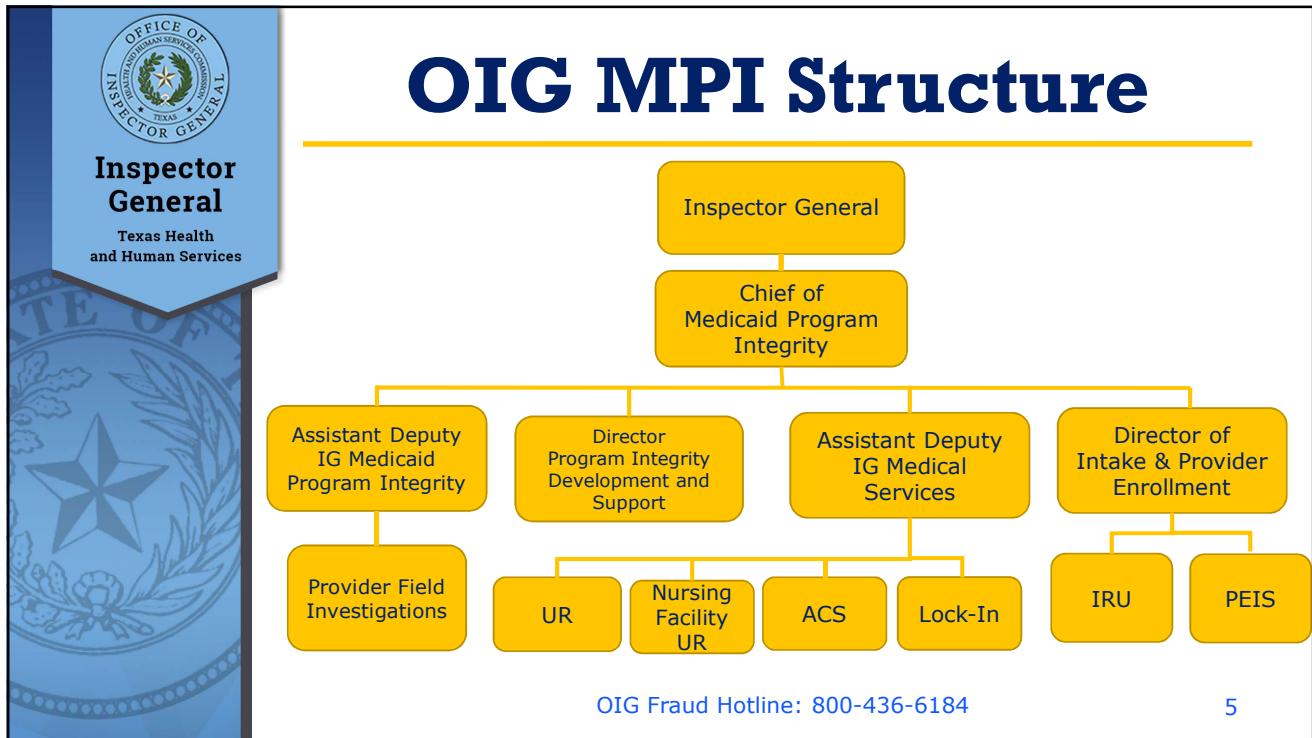 OFFICE OF
INSPECTOR GENERAL
HEALTH AND HUMAN SERVICES COMMISSION
TEXAS
Inspector
General
Texas Health
and Human Services
OIG MPI Structure
Inspector General
Chief of
Medicaid Program
Integrity
Assistant Deputy
IG Medicaid
Program Integrity
Director
Program Integrity
Development and
Support
Assistant Deputy
IG Medical
Services
Director of
Intake & Provider
Enrollment
Provider Field
Investigations
UR
Nursing
Facility
UR
ACS
Lock-In
IRU
PEIS
OIG Fraud Hotline: 800-436-6184
5